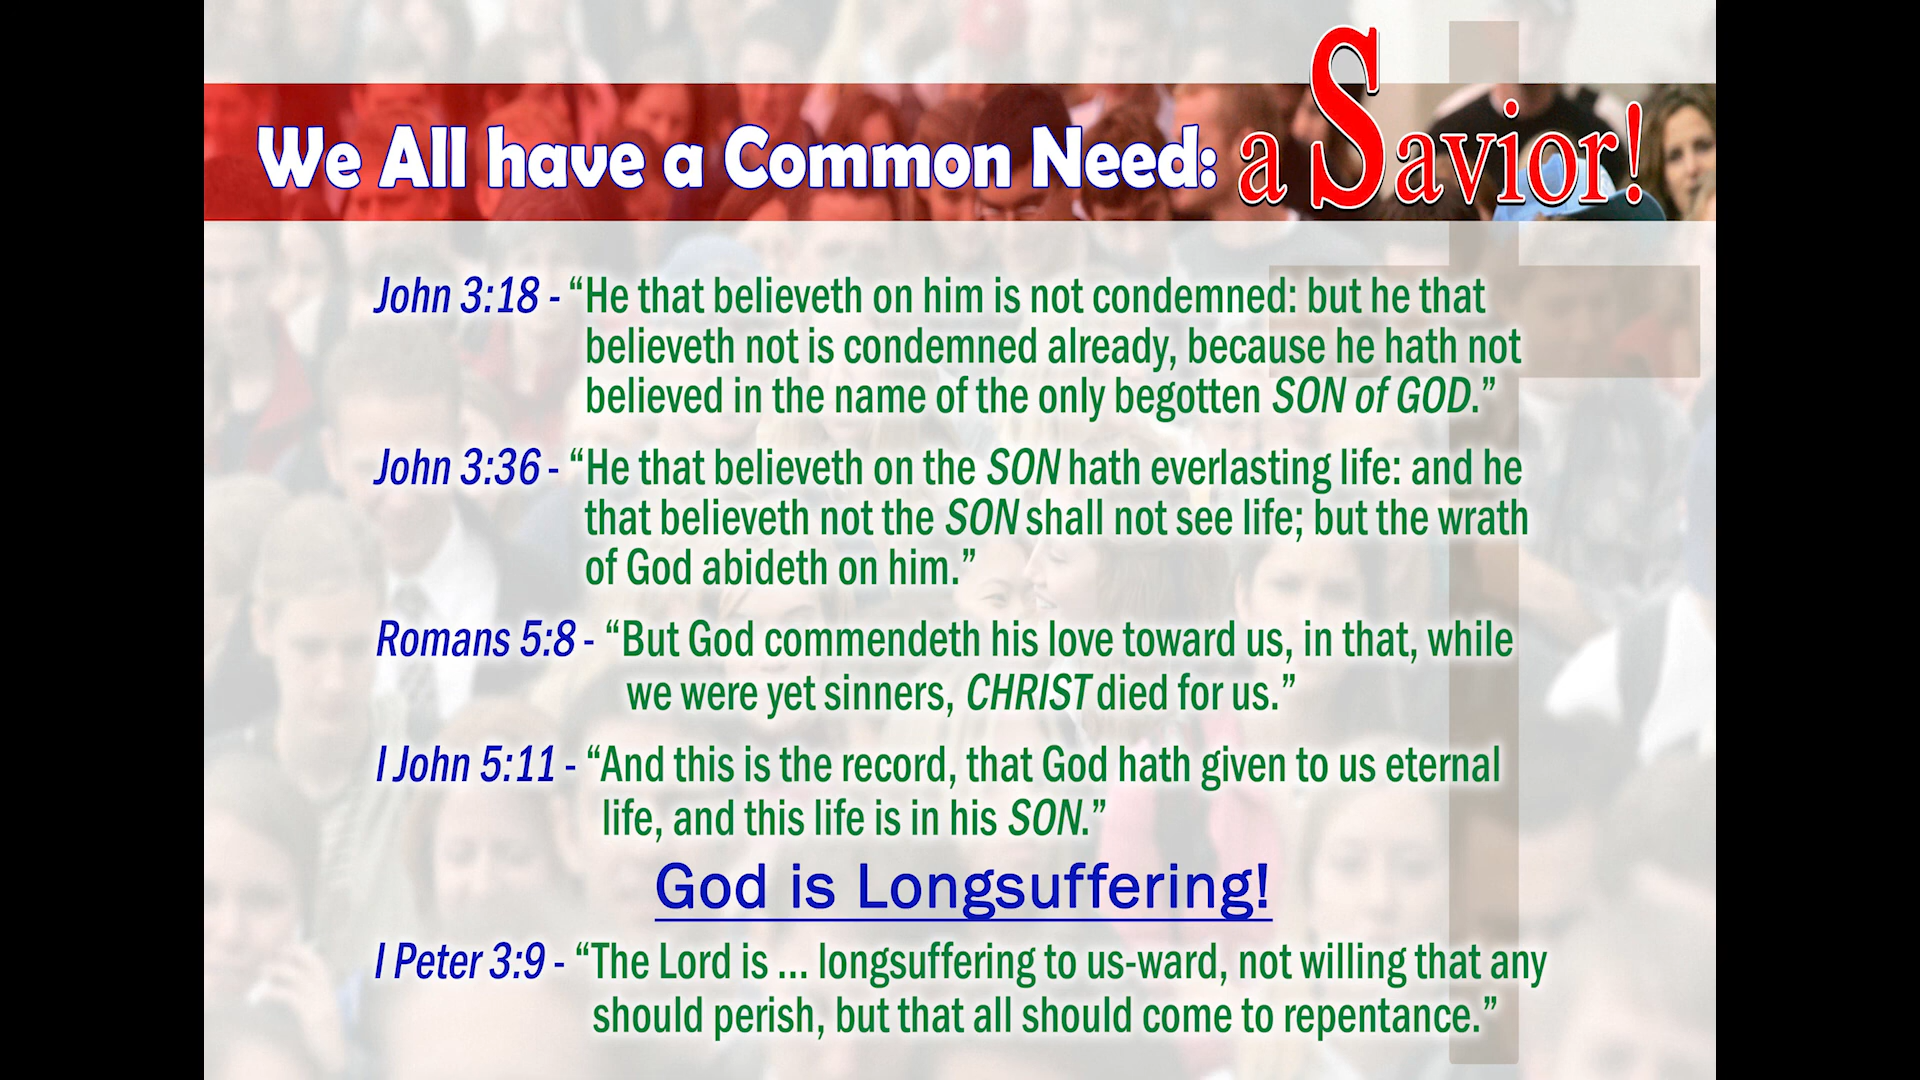 We All have a Common Need: a Savior!
John 3:18 - “He that believeth on him is not condemned: but he that
believeth not is condemned already, because he hath not
believed in the name of the only begotten SON of GOD.”
John 3:36 - “He that believeth on the SON hath everlasting life: and he
that believeth not the SON shall not see life; but the wrath
of God abideth on him.”
Romans 5:8 - “But God commendeth his love toward us, in that, while
we were yet sinners, CHRIST died for us.”
I John 5:11 - “And this is the record, that God hath given to us eternal
life, and this life is in his SON.”
God is Longsuffering!
I Peter 3:9 - “The Lord is ... longsuffering to us-ward, not willing that any
should perish, but that all should come to repentance.”